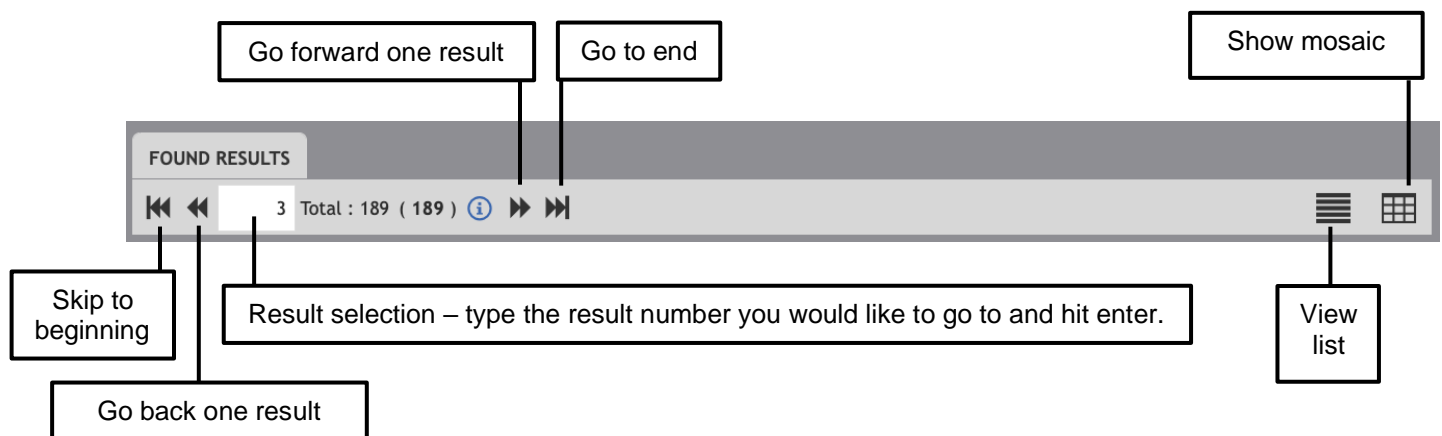 Go forward one result
Go to end
Show mosaic
FOUND RESULTS
3 Total : 189 ( 189 )
Skip to
beginning
Result selection – type the result number you would like to go to and hit enter.
View
list
Go back one result